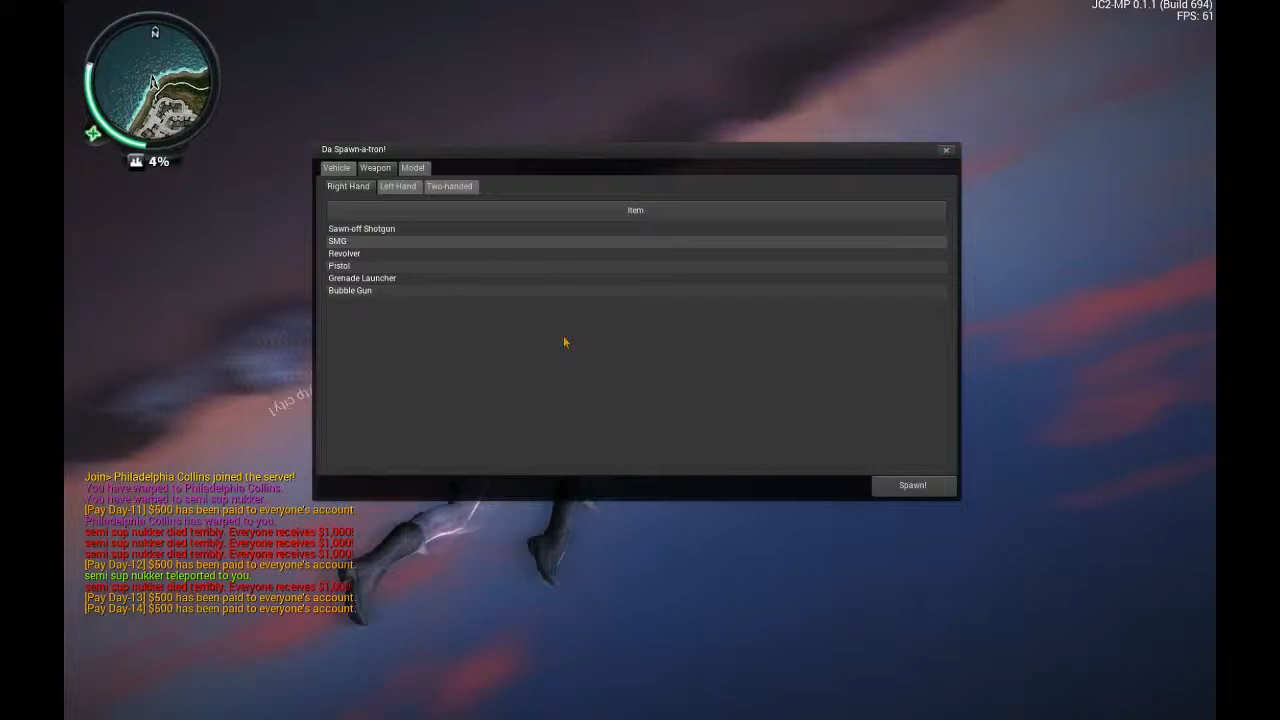 JC2-MP 0.1.1 (Build 694)
FPS: 61
N
4%
Da Spawn-a-tron!
Vehicle Weapon Model
Right Hand Left Hand Two-handed
Item
Sawn-off Shotgun
SMG
Revolver
Pistol
Grenade Launcher
Bubble Gun
Spawn!
/tp city1
Join> Philadelphia Collins joined the server!
You have warped to Philadelphia Collins.
You have warped to semi sup nukker.
[Pay Day-11] $500 has been paid to everyone's account.
Philadelphia Collins has warped to you.
semi sup nukker died terribly. Everyone receives $1,000!
semi sup nukker died terribly. Everyone receives $1,000!
semi sup nukker died terribly. Everyone receives $1,000!
[Pay Day-12] $500 has been paid to everyone's account.
semi sup nukker teleported to you.
semi sup nukker died terribly. Everyone receives $1,000!
[Pay Day-13] $500 has been paid to everyone's account.
[Pay Day-14] $500 has been paid to everyone's account.